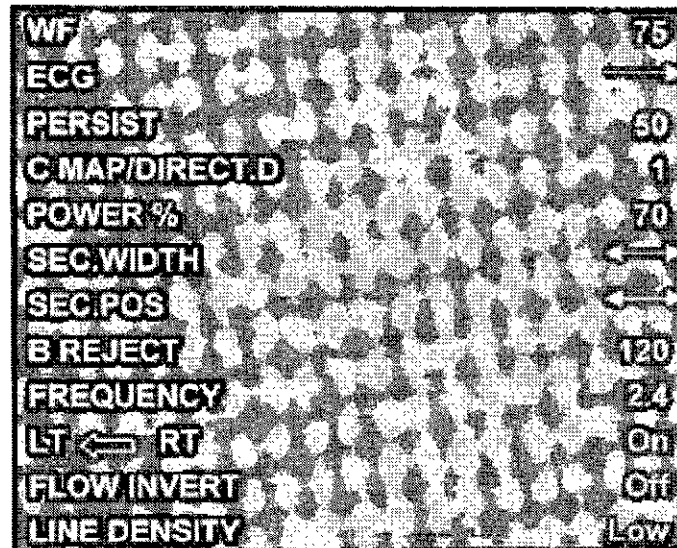 WF 75
ECG
PERSIST 50
C.MAP/DIRECT.D 1
POWER % 70
SEC.WIDTH
SEC.POS
B REJECT 120
FREQUENCY 2.4
LT RT On
FLOW INVERT Off
LINE DENSITY Low